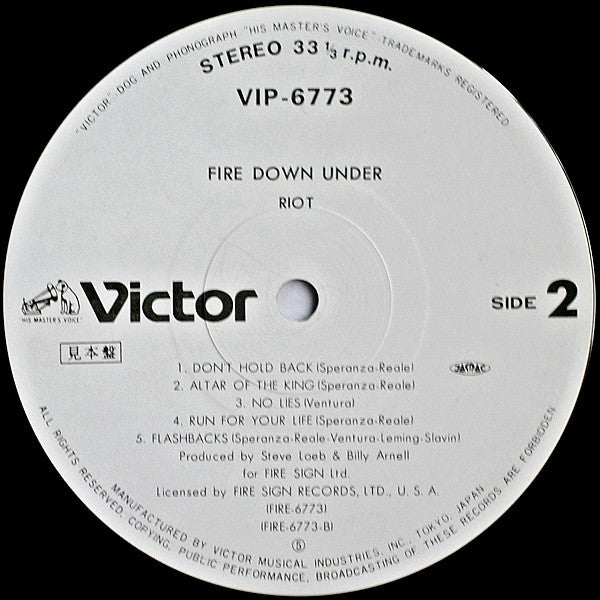 "VICTOR" DOG AND PHONOGRAPH "HIS MASTER'S VOICE" TRADEMARKS REGISTERED
STEREO 33 1/3 r.p.m.
VIP-6773
FIRE DOWN UNDER
RIOT
"HIS MASTER'S VOICE"
Victor
SIDE 2
見本盤
1. DON'T HOLD BACK (Speranza-Reale)
JASRAC
2. ALTAR OF THE KING (Speranza-Reale)
3. NO LIES (Ventura)
4. RUN FOR YOUR LIFE (Speranza-Reale)
5. FLASHBACKS (Speranza-Reale-Ventura-Leming-Slavin)
Produced by Steve Loeb & Billy Arnell
for FIRE SIGN Ltd.
Licensed by FIRE SIGN RECORDS, LTD., U. S. A.
(FIRE-6773)
(FIRE-6773-B)
⑤
MANUFACTURED BY VICTOR MUSICAL INDUSTRIES, INC., TOKYO JAPAN
ALL RIGHTS RESERVED. COPYING, PUBLIC PERFORMANCE, BROADCASTING OF THESE RECORDS ARE FORBIDDEN